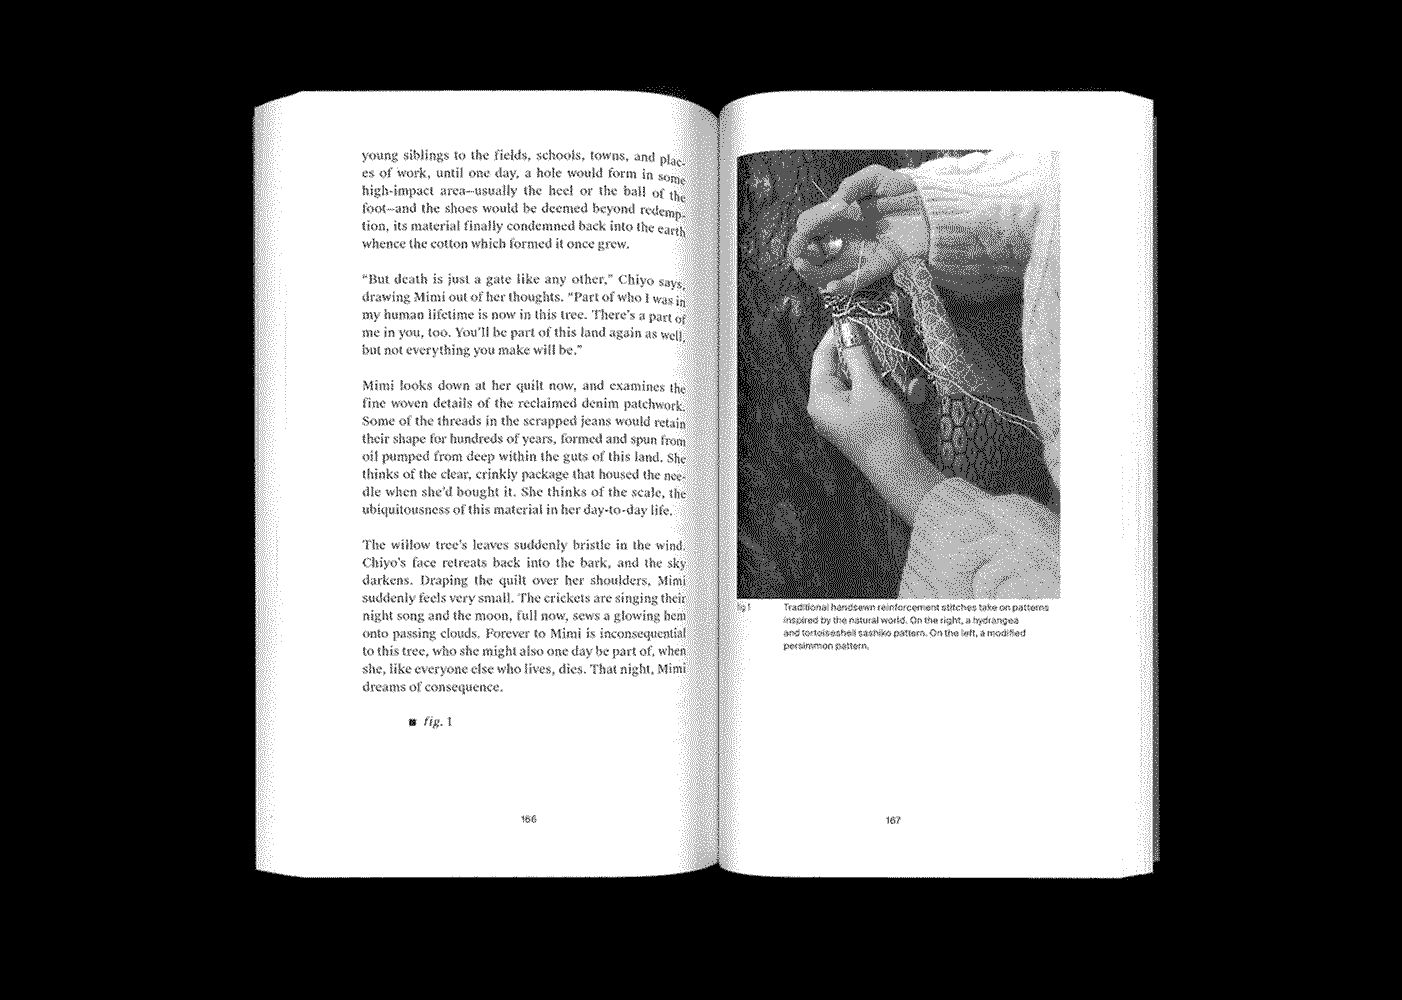 young siblings to the fields, schools, towns, and plac-
es of work, until one day, a hole would form in some
high-impact area—usually the heel or the ball of the
foot—and the shoes would be deemed beyond redemp-
tion, its material finally condemned back into the earth
whence the cotton which formed it once grew.
“But death is just a gate like any other,” Chiyo says,
drawing Mimi out of her thoughts. “Part of who I was in
my human lifetime is now in this tree. There’s a part of
me in you, too. You’ll be part of this land again as well,
but not everything you make will be.”
Mimi looks down at her quilt now, and examines the
fine woven details of the reclaimed denim patchwork.
Some of the threads in the scrapped jeans would retain
their shape for hundreds of years, formed and spun from
oil pumped from deep within the guts of this land. She
thinks of the clear, crinkly package that housed the nee-
dle when she’d bought it. She thinks of the scale, the
ubiquitousness of this material in her day-to-day life.
The willow tree’s leaves suddenly bristle in the wind.
Chiyo’s face retreats back into the bark, and the sky
darkens. Draping the quilt over her shoulders, Mimi
suddenly feels very small. The crickets are singing their
night song and the moon, full now, sews a glowing hem
onto passing clouds. Forever to Mimi is inconsequential
to this tree, who she might also one day be part of, when
she, like everyone else who lives, dies. That night, Mimi
dreams of consequence.
■ fig. 1
166
fig 1
Traditional handsewn reinforcement stitches take on patterns
inspired by the natural world. On the right, a hydrangea
and tortoiseshell sashiko pattern. On the left, a modified
persimmon pattern.
167